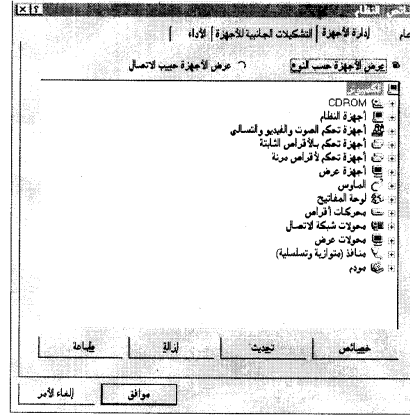 خصائص النظام
عام إدارة الأجهزة التشكيلات الجانبية للأجهزة الأداء
عرض الأجهزة حسب النوع عرض الأجهزة حسب الاتصال
الكمبيوتر
CDROM
أجهزة النظام
أجهزة تحكم الصوت والفيديو والتسالي
أجهزة تحكم بالأقراص الثابتة
أجهزة تحكم لأقراص مرنة
أجهزة عرض
الماوس
لوحة المفاتيح
محركات أقراص
محولات شبكة الاتصال
محولات عرض
منافذ (متوازية وتسلسلية)
مودم
خصائص تحديث إزالة طباعة
موافق إلغاء الأمر